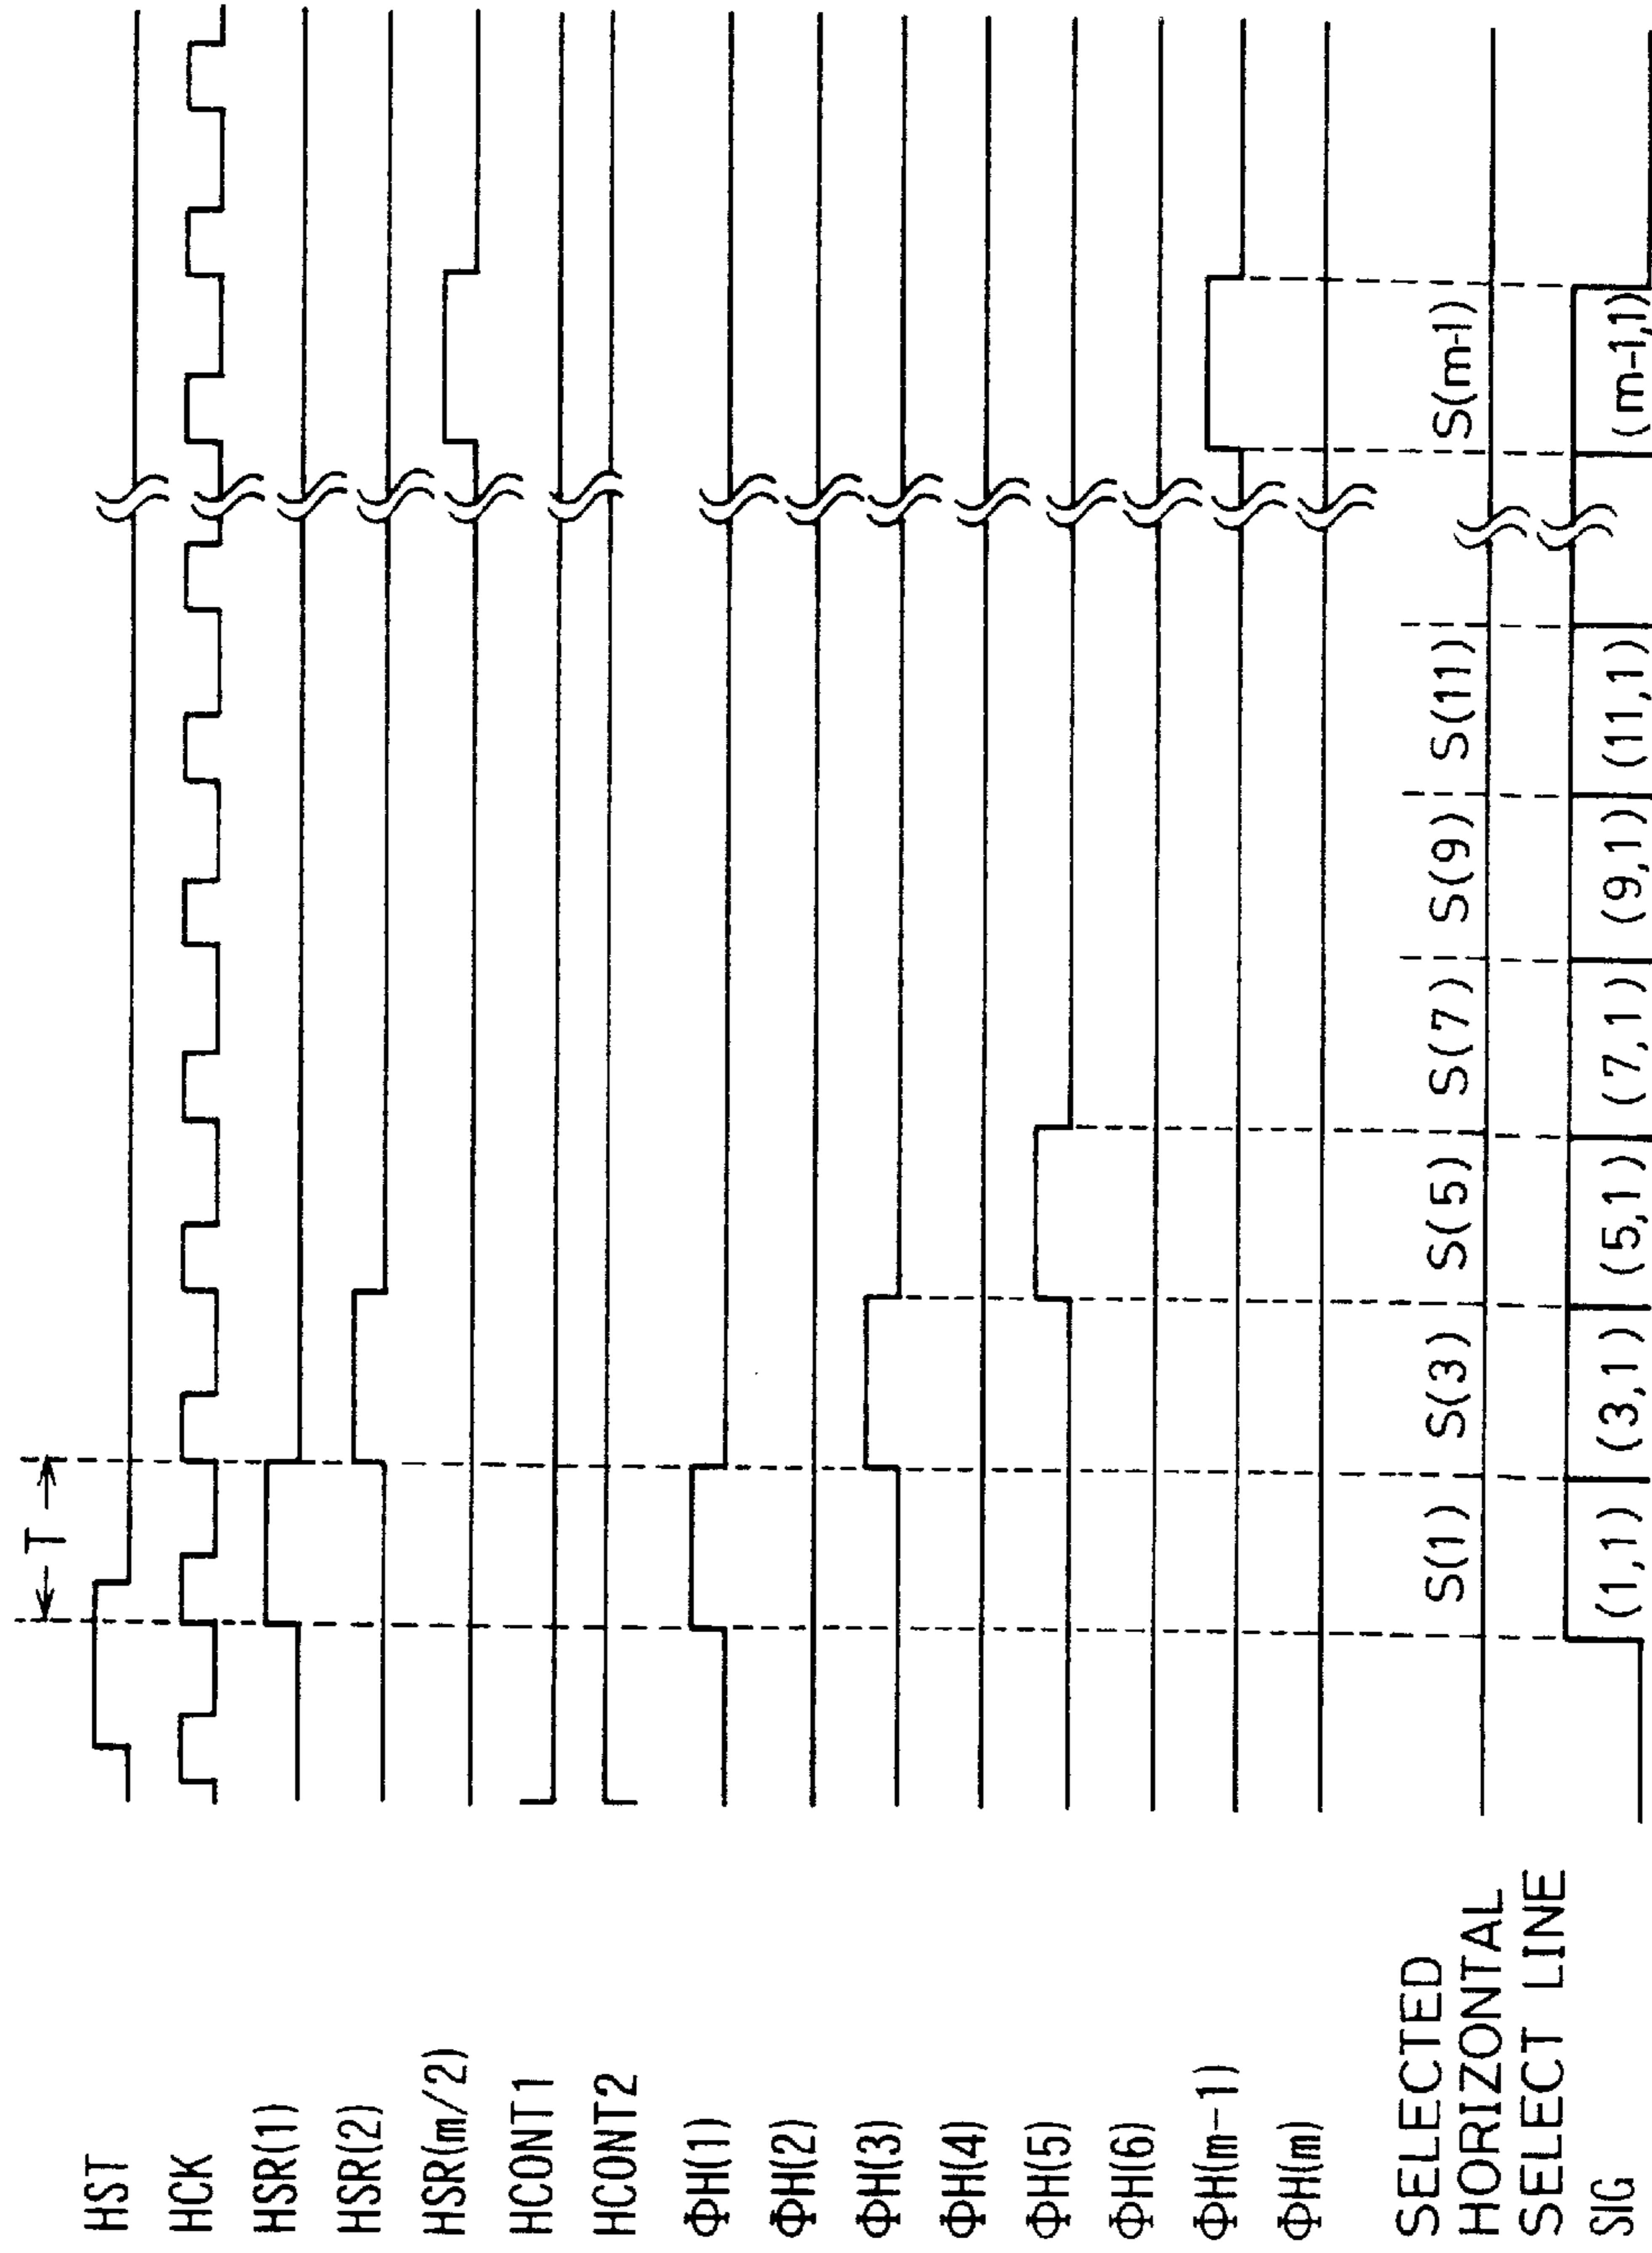 T
HST
HCK
HSR(1)
HSR(2)
HSR(m/2)
HCONT1
HCONT2
ΦH(1)
ΦH(2)
ΦH(3)
ΦH(4)
ΦH(5)
ΦH(6)
ΦH(m-1)
ΦH(m)
SELECTED
HORIZONTAL
SELECT LINE
S(1) S(3) S(5) S(7) S(9) S(11) S(m-1)
SIG
(1,1) (3,1) (5,1) (7,1) (9,1) (11,1) (m-1,1)